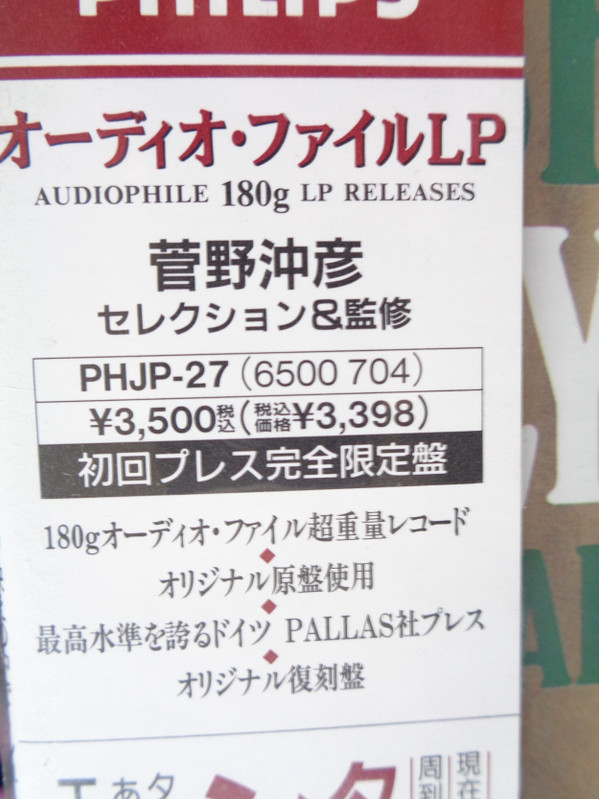 PHILIPS
オーディオ・ファイルLP
AUDIOPHILE 180g LP RELEASES
菅野沖彦
セレクション&監修
PHJP-27（6500 704）
¥3,500税込（税込価格¥3,398）
初回プレス完全限定盤
180gオーディオ・ファイル超重量レコード
オリジナル原盤使用
最高水準を誇るドイツ PALLAS社プレス
オリジナル復刻盤